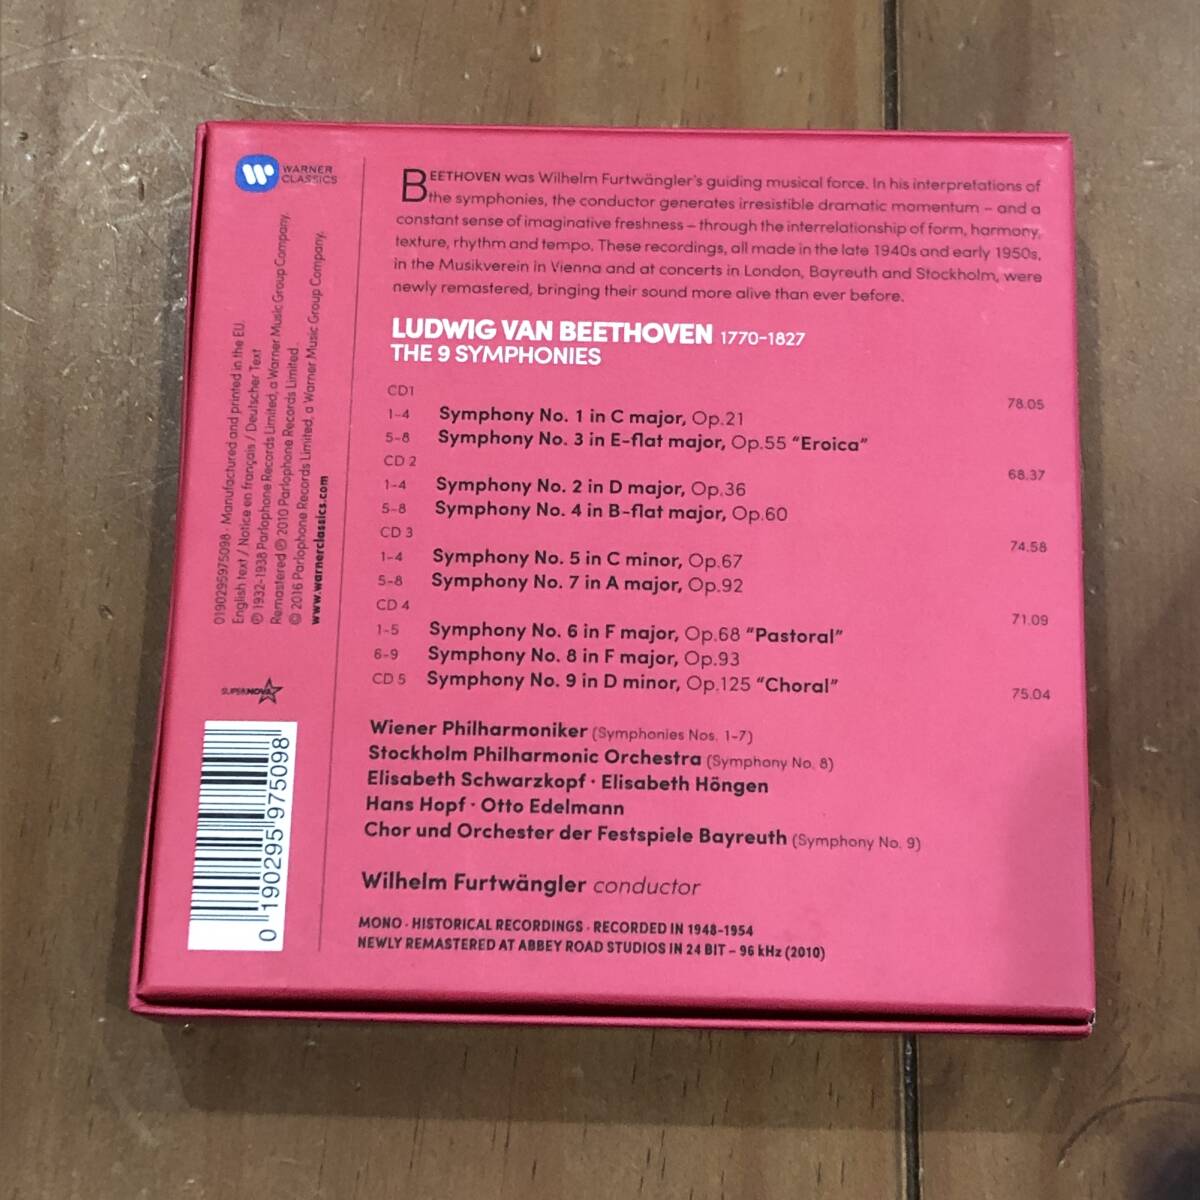 WARNER
CLASSICS
BEETHOVEN was Wilhelm Furtwängler's guiding musical force. In his interpretations of
the symphonies, the conductor generates irresistible dramatic momentum – and a
constant sense of imaginative freshness – through the interrelationship of form, harmony,
texture, rhythm and tempo. These recordings, all made in the late 1940s and early 1950s,
in the Musikverein in Vienna and at concerts in London, Bayreuth and Stockholm, were
newly remastered, bringing their sound more alive than ever before.
LUDWIG VAN BEETHOVEN 1770-1827
THE 9 SYMPHONIES
CD1 78.05
1-4 Symphony No. 1 in C major, Op.21
5-8 Symphony No. 3 in E-flat major, Op.55 "Eroica"
CD 2 68.37
1-4 Symphony No. 2 in D major, Op.36
5-8 Symphony No. 4 in B-flat major, Op.60
CD 3 74.58
1-4 Symphony No. 5 in C minor, Op.67
5-8 Symphony No. 7 in A major, Op.92
CD 4 71.09
1-5 Symphony No. 6 in F major, Op.68 "Pastoral"
6-9 Symphony No. 8 in F major, Op.93
CD 5 Symphony No. 9 in D minor, Op.125 "Choral" 75.04
Wiener Philharmoniker (Symphonies Nos. 1-7)
Stockholm Philharmonic Orchestra (Symphony No. 8)
Elisabeth Schwarzkopf · Elisabeth Höngen
Hans Hopf · Otto Edelmann
Chor und Orchester der Festspiele Bayreuth (Symphony No. 9)
Wilhelm Furtwängler conductor
MONO · HISTORICAL RECORDINGS · RECORDED IN 1948-1954
NEWLY REMASTERED AT ABBEY ROAD STUDIOS IN 24 BIT – 96 kHz (2010)
0190295975098 · Manufactured and printed in the EU.
English text / Notice en français / Deutscher Text
℗ 1932-1938 Parlophone Records Limited, a Warner Music Group Company.
Remastered ℗ 2010 Parlophone Records Limited.
© 2016 Parlophone Records Limited, a Warner Music Group Company.
www.warnerclassics.com
SUPERNOVA
0 190295 975098